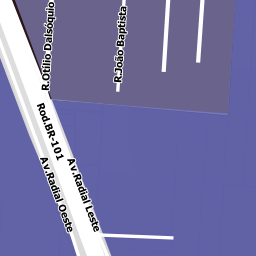 R.Otílio Dalsóquio
R.João Baptista
Rod.BR-101
Av.Radial Leste
Av.Radial Oeste